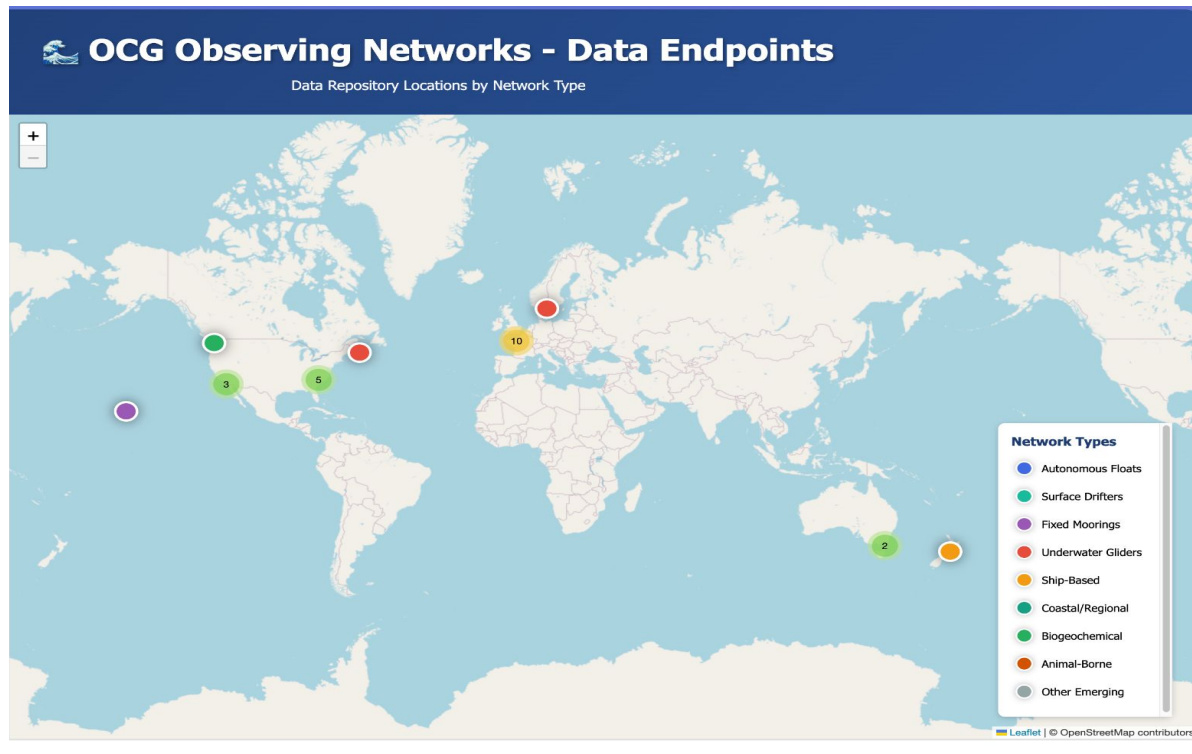 🌊 OCG Observing Networks - Data Endpoints
Data Repository Locations by Network Type
+
−
10
3
5
2
Network Types
Autonomous Floats
Surface Drifters
Fixed Moorings
Underwater Gliders
Ship-Based
Coastal/Regional
Biogeochemical
Animal-Borne
Other Emerging
Leaflet | © OpenStreetMap contributors